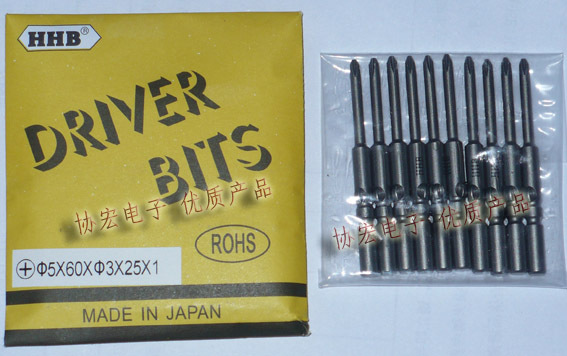 HHB®
DRIVER
BITS
协宏电子 优质产品
ROHS
Φ5X60XΦ3X25X1
MADE IN JAPAN
协宏电子 优质产品